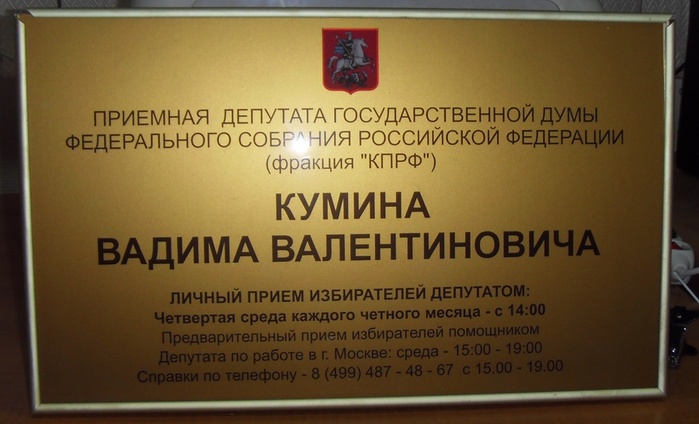 ПРИЕМНАЯ ДЕПУТАТА ГОСУДАРСТВЕННОЙ ДУМЫ
ФЕДЕРАЛЬНОГО СОБРАНИЯ РОССИЙСКОЙ ФЕДЕРАЦИИ
(фракция "КПРФ")
КУМИНА
ВАДИМА ВАЛЕНТИНОВИЧА
ЛИЧНЫЙ ПРИЕМ ИЗБИРАТЕЛЕЙ ДЕПУТАТОМ:
Четвертая среда каждого четного месяца - с 14:00
Предварительный прием избирателей помощником
Депутата по работе в г. Москве: среда - 15:00 - 19:00
Справки по телефону - 8 (499) 487 - 48 - 67 с 15.00 - 19.00